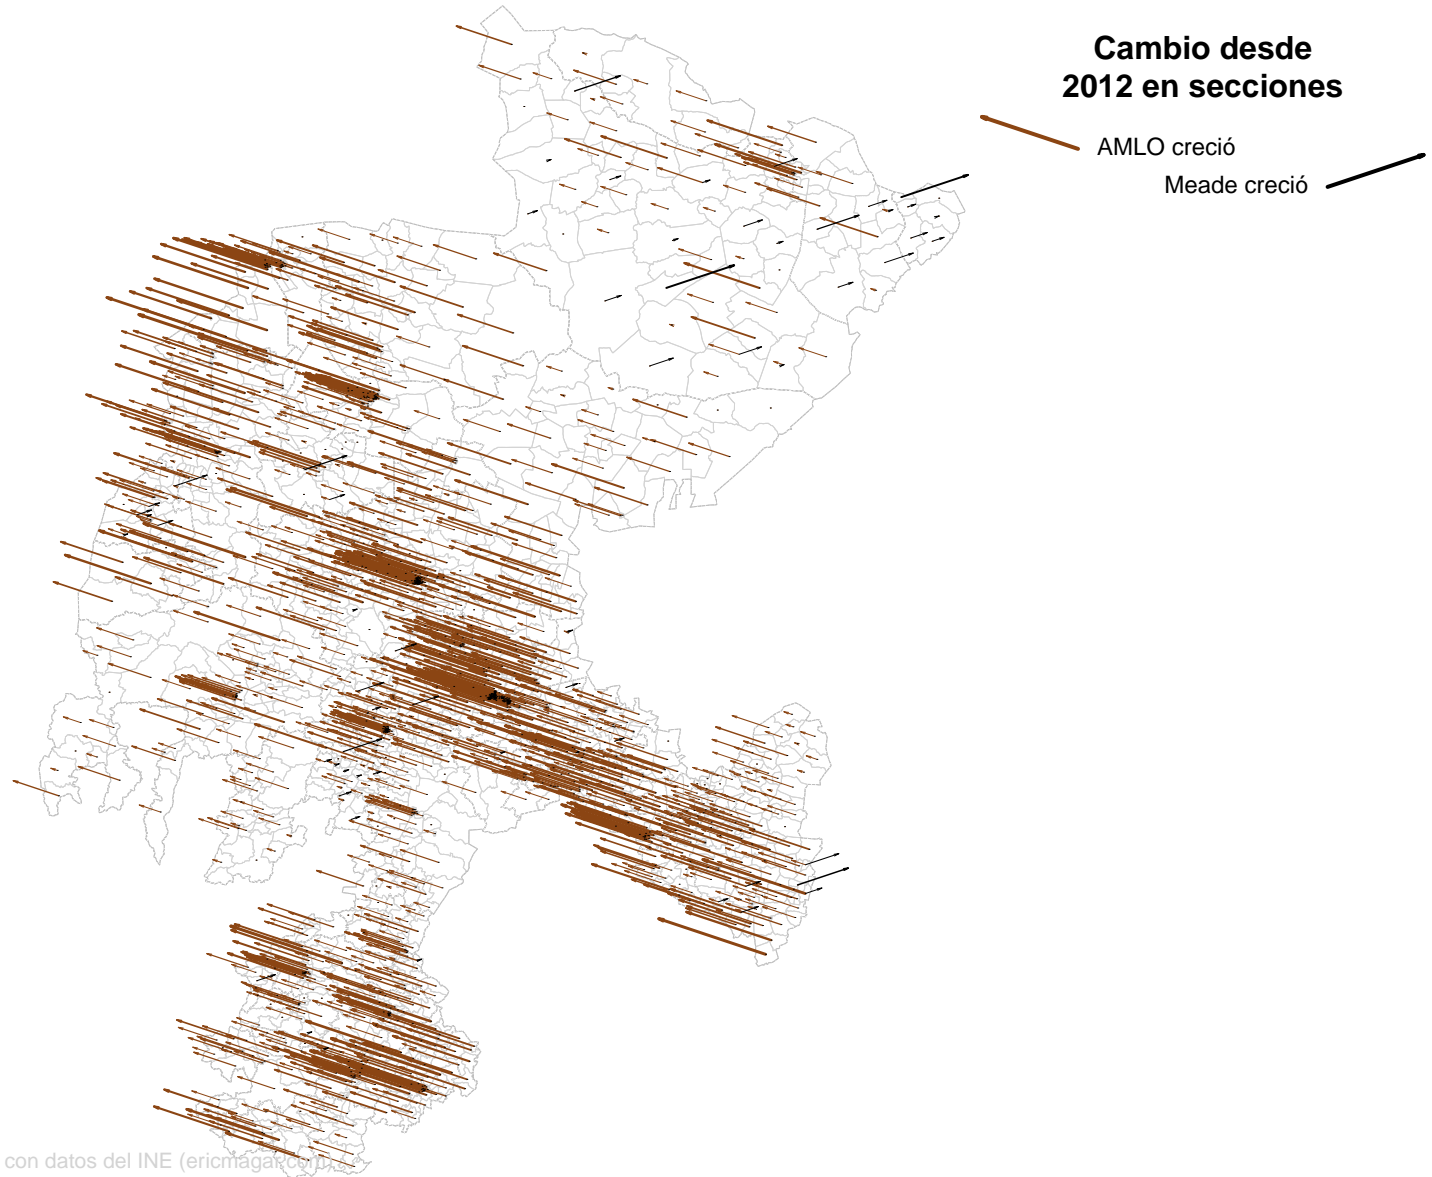 Cambio desde
2012 en secciones
AMLO creció
Meade creció
con datos del INE (ericmagar.com)